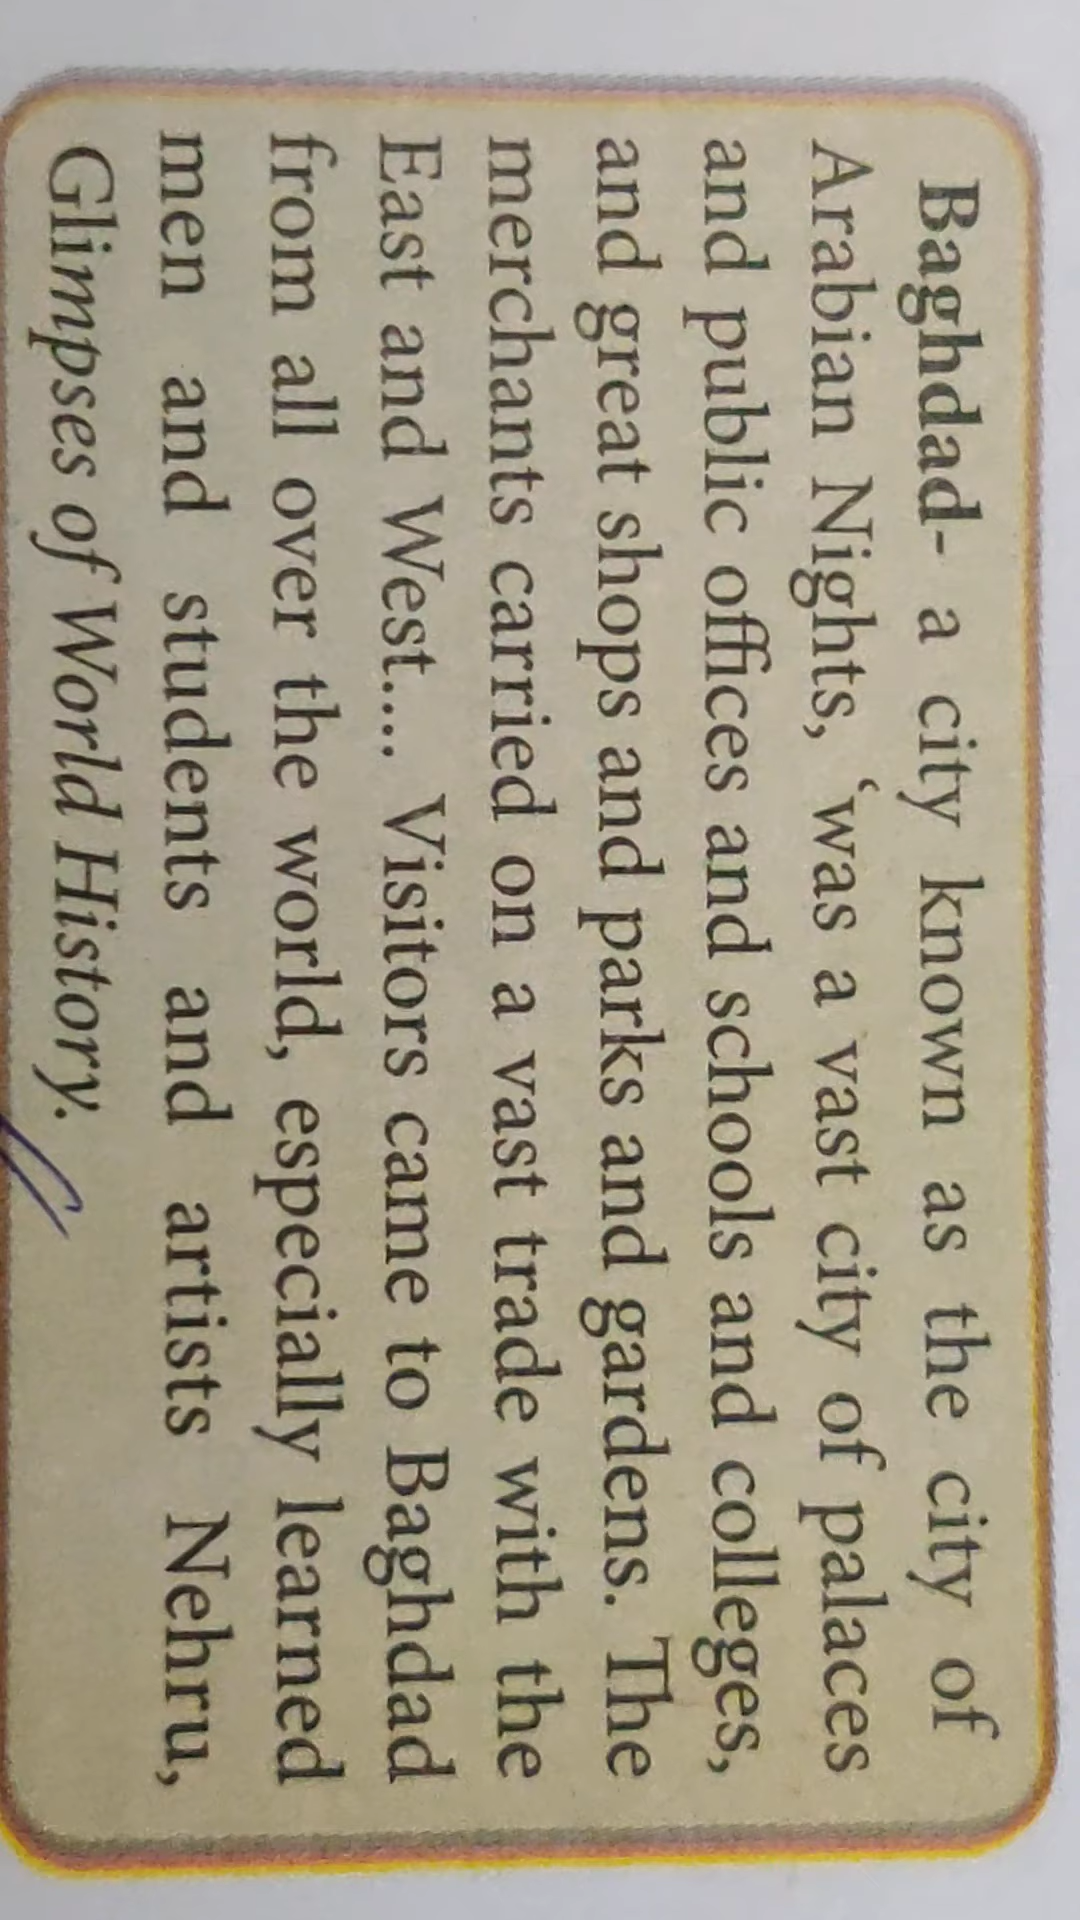 Baghdad- a city known as the city of
Arabian Nights, ‘was a vast city of palaces
and public offices and schools and colleges,
and great shops and parks and gardens. The
merchants carried on a vast trade with the
East and West.... Visitors came to Baghdad
from all over the world, especially learned
men and students and artists Nehru,
Glimpses of World History.